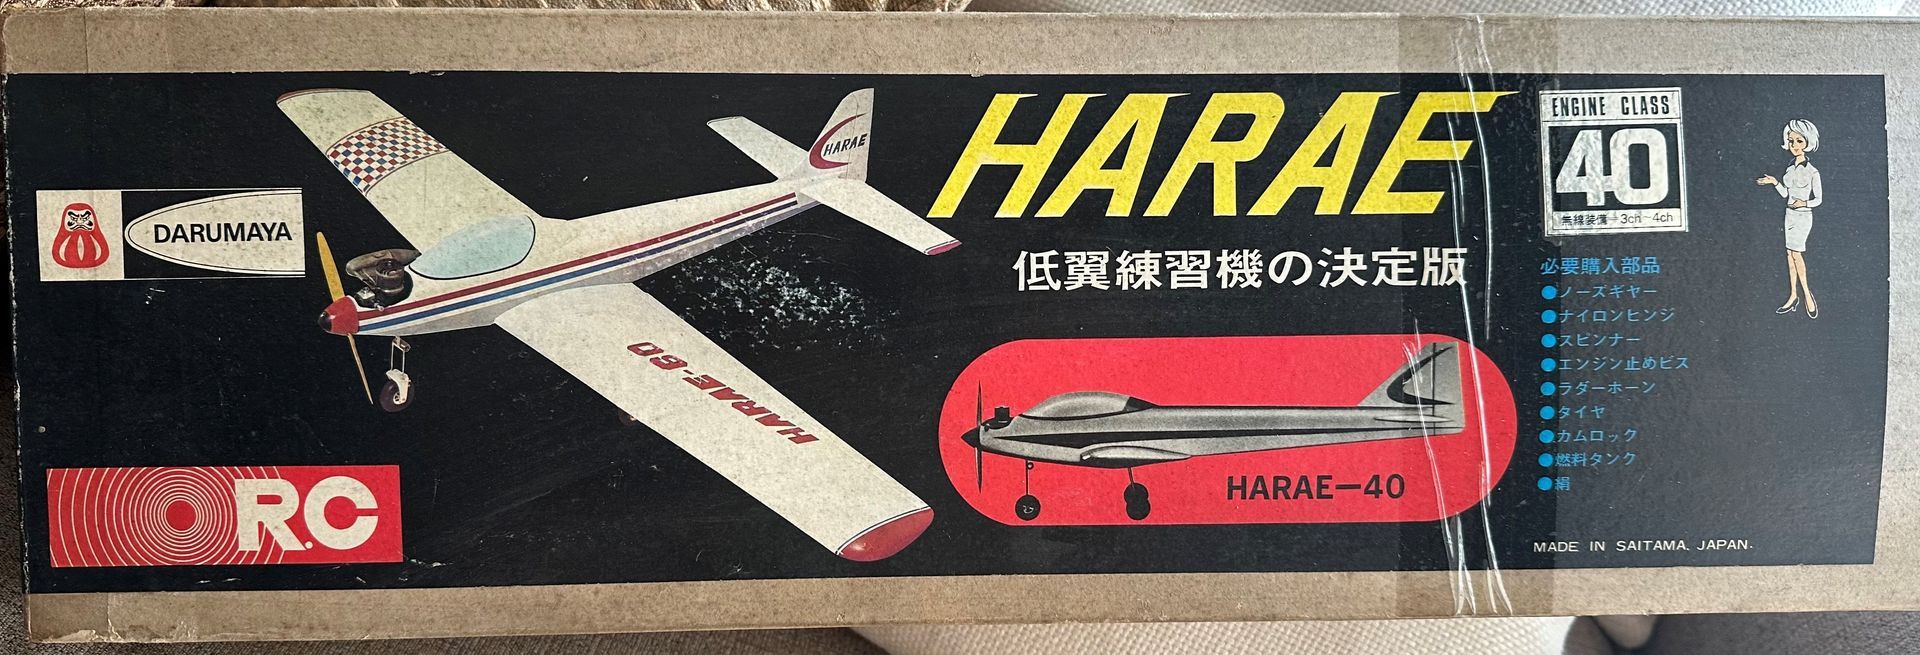 DARUMAYA
R.C
HARAE
HARAE-60
HARAE
低翼練習機の決定版
HARAE-40
ENGINE CLASS
40
無線装備-3ch~4ch
必要購入部品
●ノーズギヤー
●ナイロンヒンジ
●スピンナー
●エンジン止めビス
●ラダーホーン
●タイヤ
●カムロック
●燃料タンク
●絹
MADE IN SAITAMA. JAPAN.